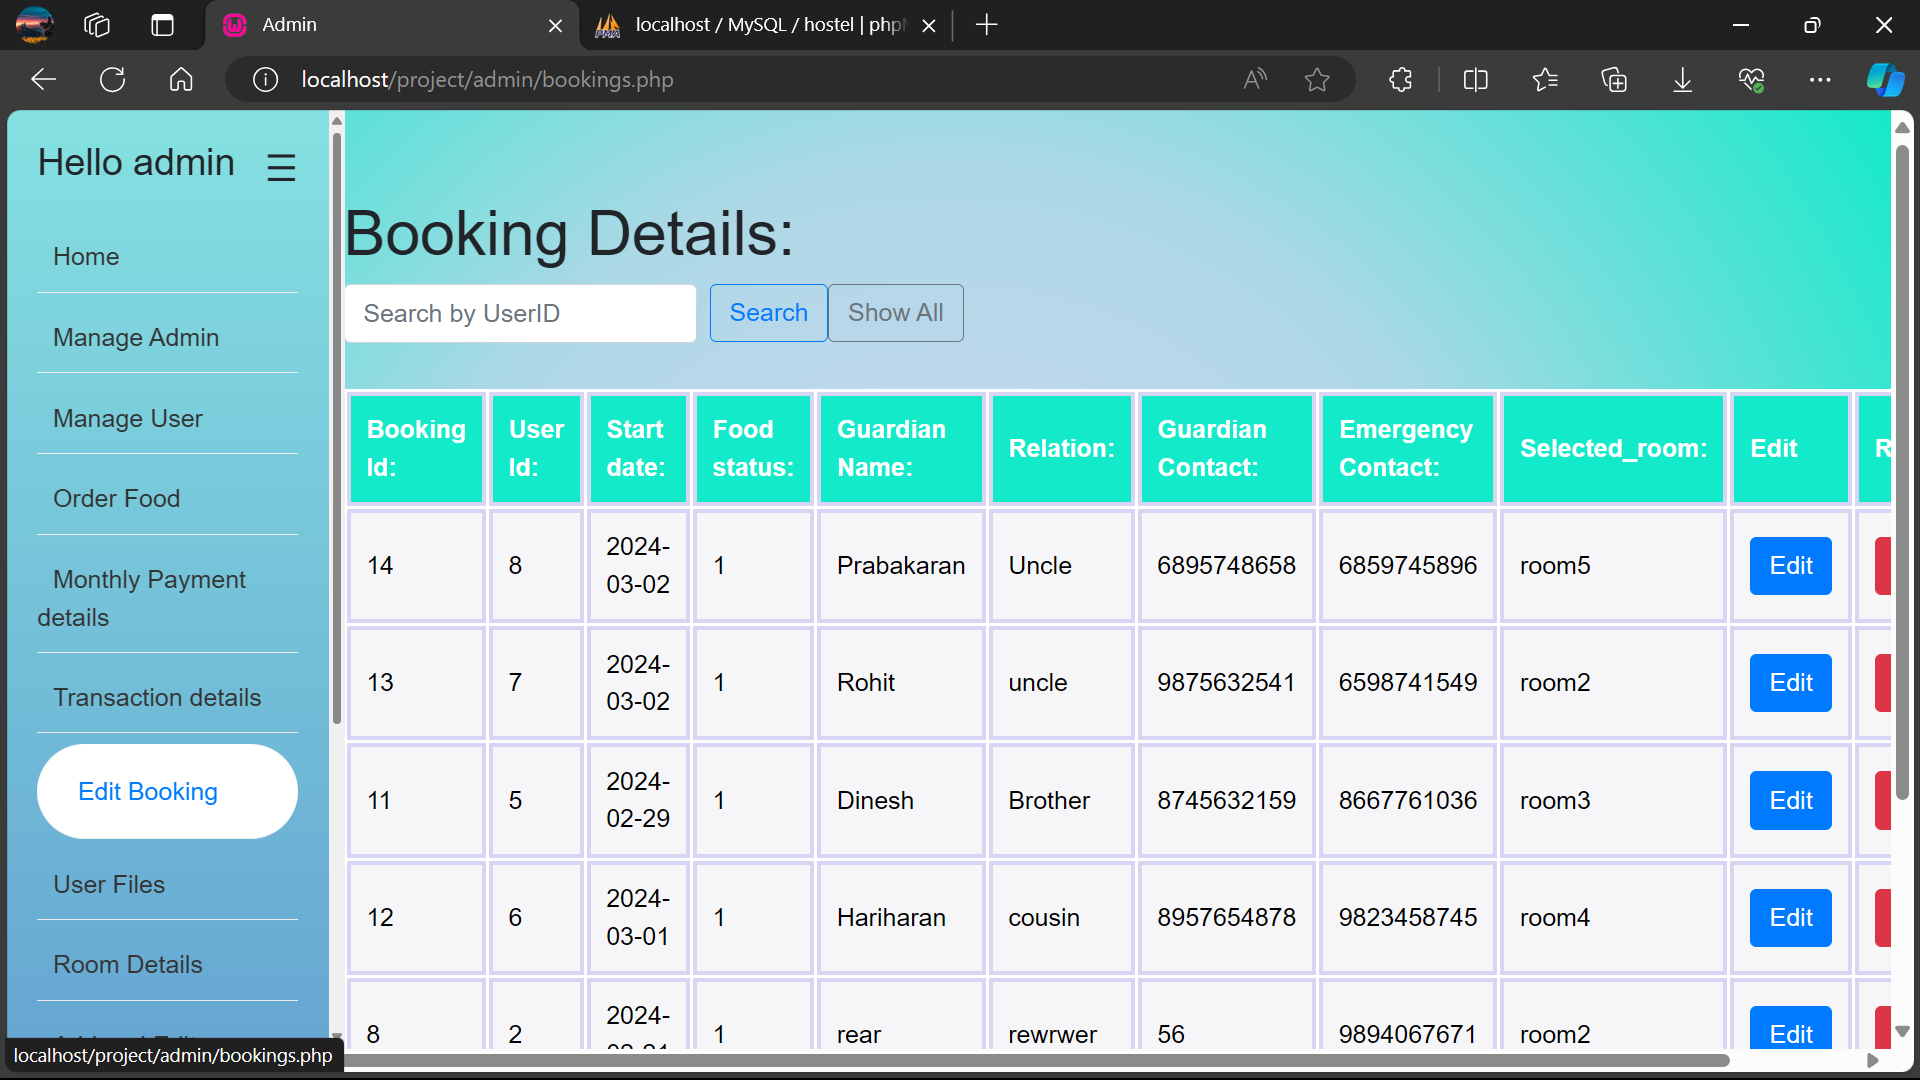 Admin
localhost / MySQL / hostel | php
localhost/project/admin/bookings.php
Hello admin
Home
Manage Admin
Manage User
Order Food
Monthly Payment
details
Transaction details
Edit Booking
User Files
Room Details
localhost/project/admin/bookings.php
Booking Details:
Search by UserID
Search
Show All
Booking Id: User Id: Start date: Food status: Guardian Name: Relation: Guardian Contact: Emergency Contact: Selected_room: Edit R
14 8 2024-03-02 1 Prabakaran Uncle 6895748658 6859745896 room5 Edit
13 7 2024-03-02 1 Rohit uncle 9875632541 6598741549 room2 Edit
11 5 2024-02-29 1 Dinesh Brother 8745632159 8667761036 room3 Edit
12 6 2024-03-01 1 Hariharan cousin 8957654878 9823458745 room4 Edit
8 2 2024- 1 rear rewrwer 56 9894067671 room2 Edit